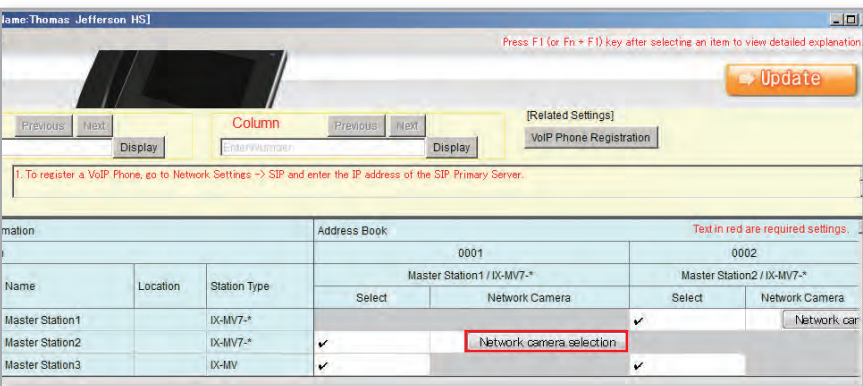 lame:Thomas Jefferson HS]
Press F1 (or Fn + F1) key after selecting an item to view detailed explanation
Update
Previous Next
Display
Column
Previous Next
Display
[Related Settings]
VoIP Phone Registration
1. To register a VoIP Phone, go to Network Settings -> SIP and enter the IP address of the SIP Primary Server.
mation Address Book Text in red are required settings.
0001 0002
Master Station1 / IX-MV7-* Master Station2 / IX-MV7-*
Name Location Station Type Select Network Camera Select Network Camera
Master Station1 IX-MV7-* ✔ Network car
Master Station2 IX-MV7-* ✔ Network camera selection
Master Station3 IX-MV ✔ ✔